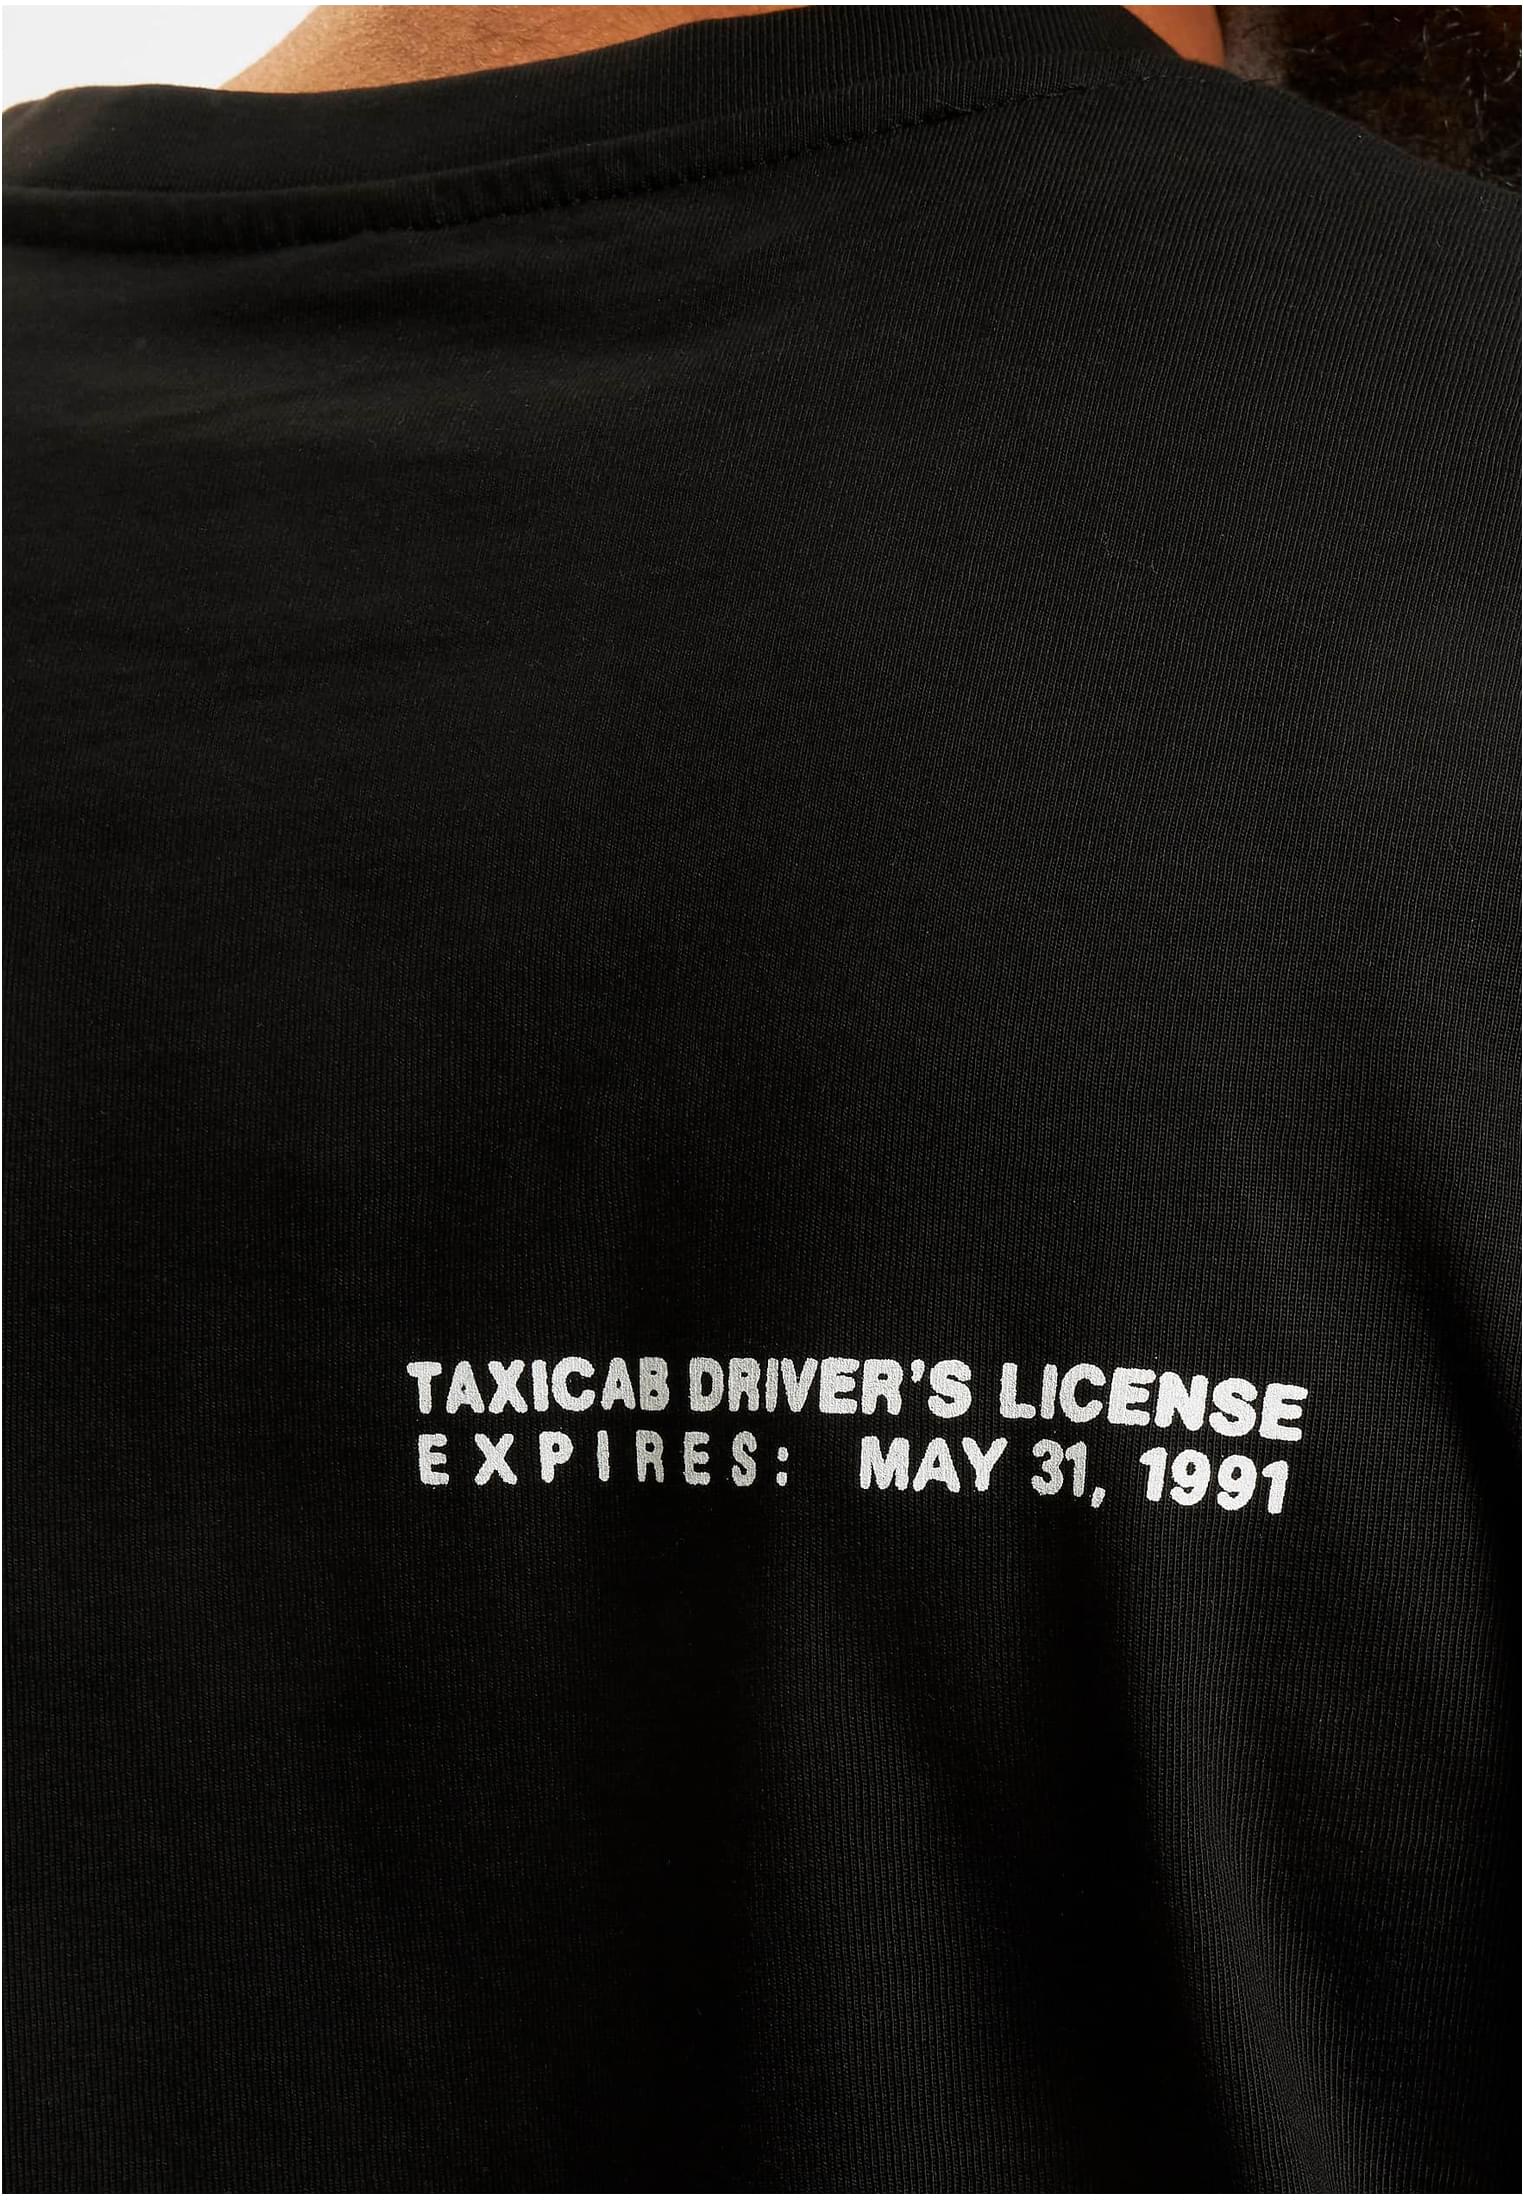 TAXICAB DRIVER'S LICENSE
EXPIRES: MAY 31, 1991